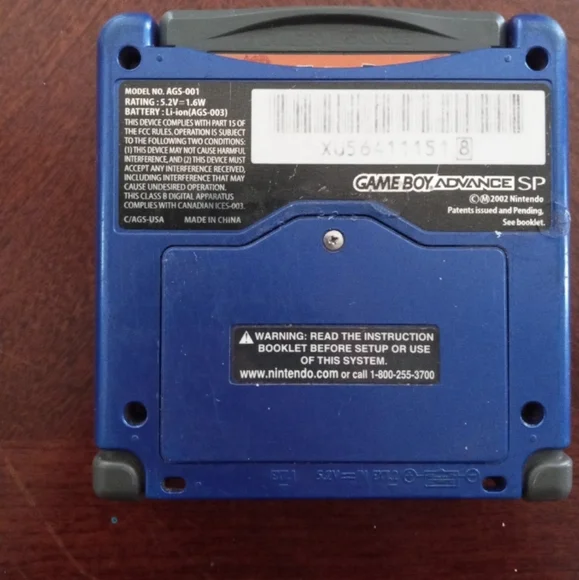 MODEL NO. AGS-001
RATING : 5.2V⎓1.6W
BATTERY : Li-ion(AGS-003)
THIS DEVICE COMPLIES WITH PART 15 OF
THE FCC RULES. OPERATION IS SUBJECT
TO THE FOLLOWING TWO CONDITIONS:
(1) THIS DEVICE MAY NOT CAUSE HARMFUL
INTERFERENCE, AND (2) THIS DEVICE MUST
ACCEPT ANY INTERFERENCE RECEIVED,
INCLUDING INTERFERENCE THAT MAY
CAUSE UNDESIRED OPERATION.
THIS CLASS B DIGITAL APPARATUS
COMPLIES WITH CANADIAN ICES-003.
C/AGS-USA MADE IN CHINA
XU56411151 8
GAME BOY ADVANCE SP
©Ⓜ2002 Nintendo
Patents issued and Pending,
See booklet.
⚠WARNING: READ THE INSTRUCTION
BOOKLET BEFORE SETUP OR USE
OF THIS SYSTEM.
www.nintendo.com or call 1-800-255-3700